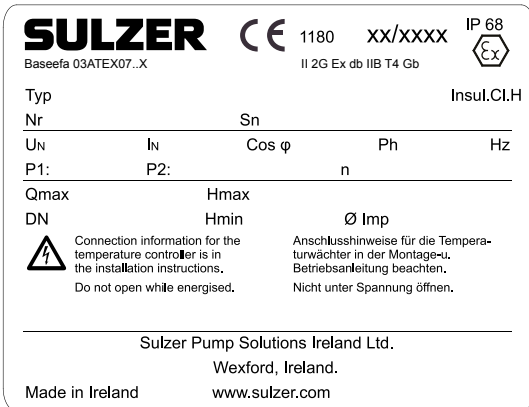 SULZER CE 1180 xx/xxxx IP 68
Baseefa 03ATEX07..X II 2G Ex db IIB T4 Gb Ex
Typ Insul.Cl.H
Nr Sn
UN IN Cos φ Ph Hz
P1: P2: n
Qmax Hmax
DN Hmin Ø Imp
Connection information for the
temperature controller is in
the installation instructions.
Do not open while energised.
Anschlusshinweise für die Tempera-
turwächter in der Montage-u.
Betriebsanleitung beachten.
Nicht unter Spannung öffnen.
Sulzer Pump Solutions Ireland Ltd.
Wexford, Ireland.
Made in Ireland www.sulzer.com